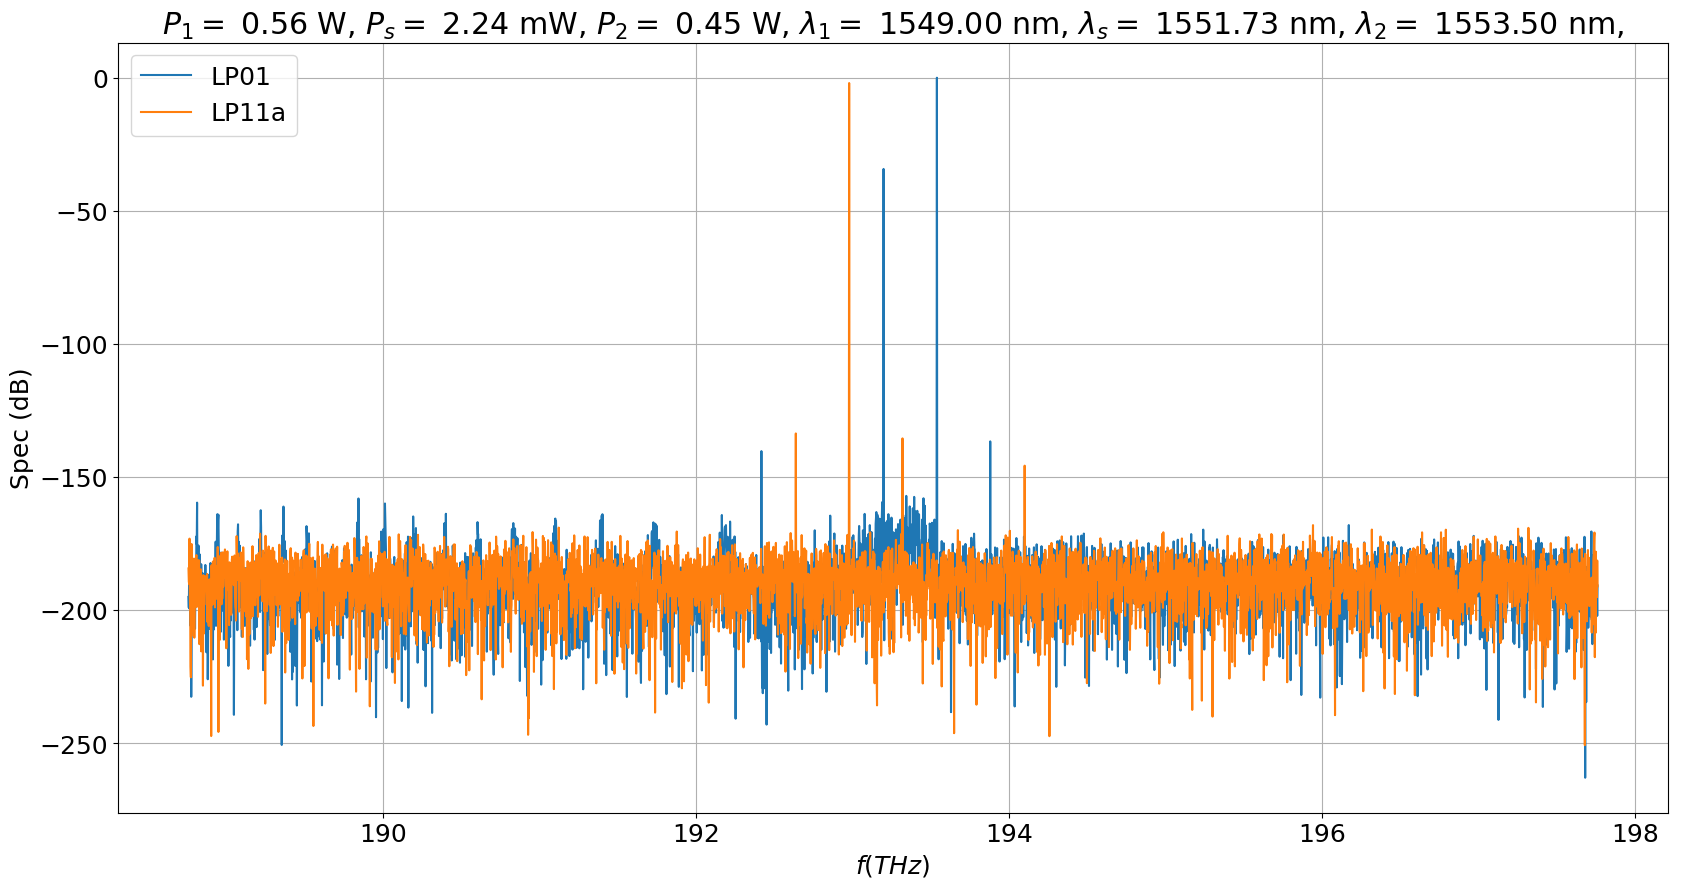 P₁ = 0.56 W, Pₛ = 2.24 mW, P₂ = 0.45 W, λ₁ = 1549.00 nm, λₛ = 1551.73 nm, λ₂ = 1553.50 nm,
LP01
LP11a
0
−50
−100
−150
−200
−250
Spec (dB)
190 192 194 196 198
f(THz)